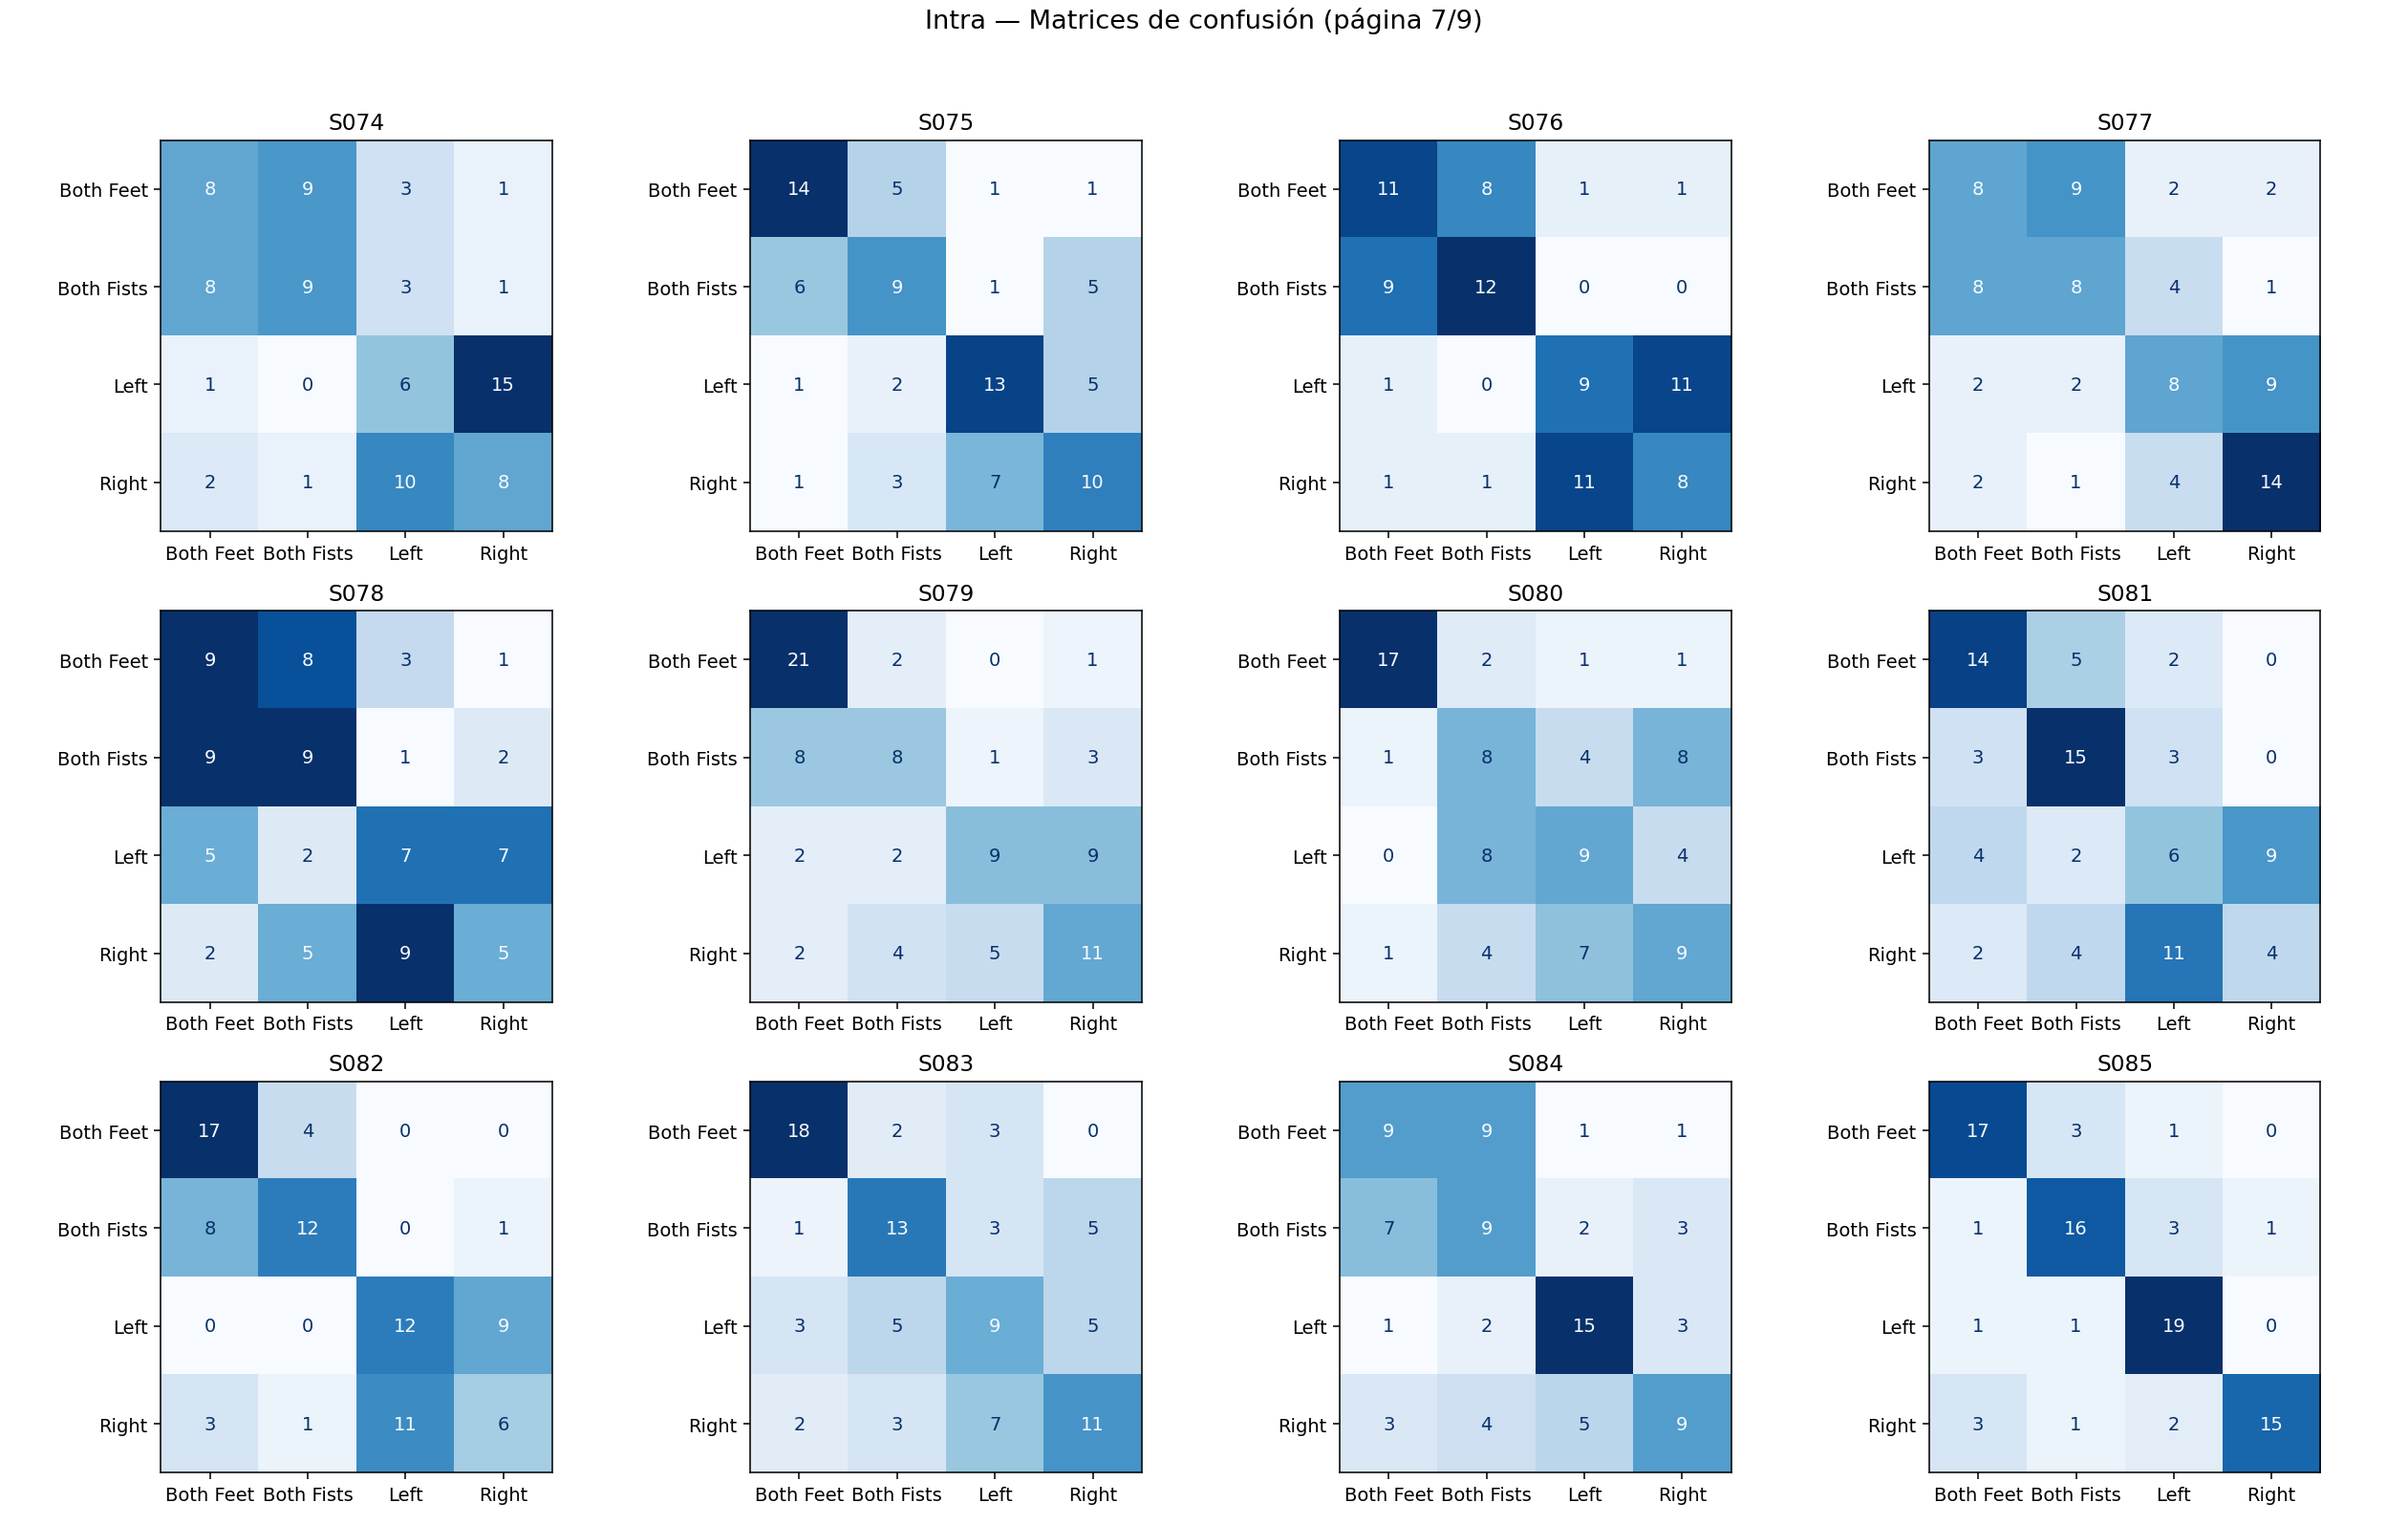 Intra — Matrices de confusión (página 7/9)
S074 S075 S076 S077
Both Feet 8 9 3 1 Both Feet 14 5 1 1 Both Feet 11 8 1 1 Both Feet 8 9 2 2
Both Fists 8 9 3 1 Both Fists 6 9 1 5 Both Fists 9 12 0 0 Both Fists 8 8 4 1
Left 1 0 6 15 Left 1 2 13 5 Left 1 0 9 11 Left 2 2 8 9
Right 2 1 10 8 Right 1 3 7 10 Right 1 1 11 8 Right 2 1 4 14
Both Feet Both Fists Left Right Both Feet Both Fists Left Right Both Feet Both Fists Left Right Both Feet Both Fists Left Right
S078 S079 S080 S081
Both Feet 9 8 3 1 Both Feet 21 2 0 1 Both Feet 17 2 1 1 Both Feet 14 5 2 0
Both Fists 9 9 1 2 Both Fists 8 8 1 3 Both Fists 1 8 4 8 Both Fists 3 15 3 0
Left 5 2 7 7 Left 2 2 9 9 Left 0 8 9 4 Left 4 2 6 9
Right 2 5 9 5 Right 2 4 5 11 Right 1 4 7 9 Right 2 4 11 4
Both Feet Both Fists Left Right Both Feet Both Fists Left Right Both Feet Both Fists Left Right Both Feet Both Fists Left Right
S082 S083 S084 S085
Both Feet 17 4 0 0 Both Feet 18 2 3 0 Both Feet 9 9 1 1 Both Feet 17 3 1 0
Both Fists 8 12 0 1 Both Fists 1 13 3 5 Both Fists 7 9 2 3 Both Fists 1 16 3 1
Left 0 0 12 9 Left 3 5 9 5 Left 1 2 15 3 Left 1 1 19 0
Right 3 1 11 6 Right 2 3 7 11 Right 3 4 5 9 Right 3 1 2 15
Both Feet Both Fists Left Right Both Feet Both Fists Left Right Both Feet Both Fists Left Right Both Feet Both Fists Left Right